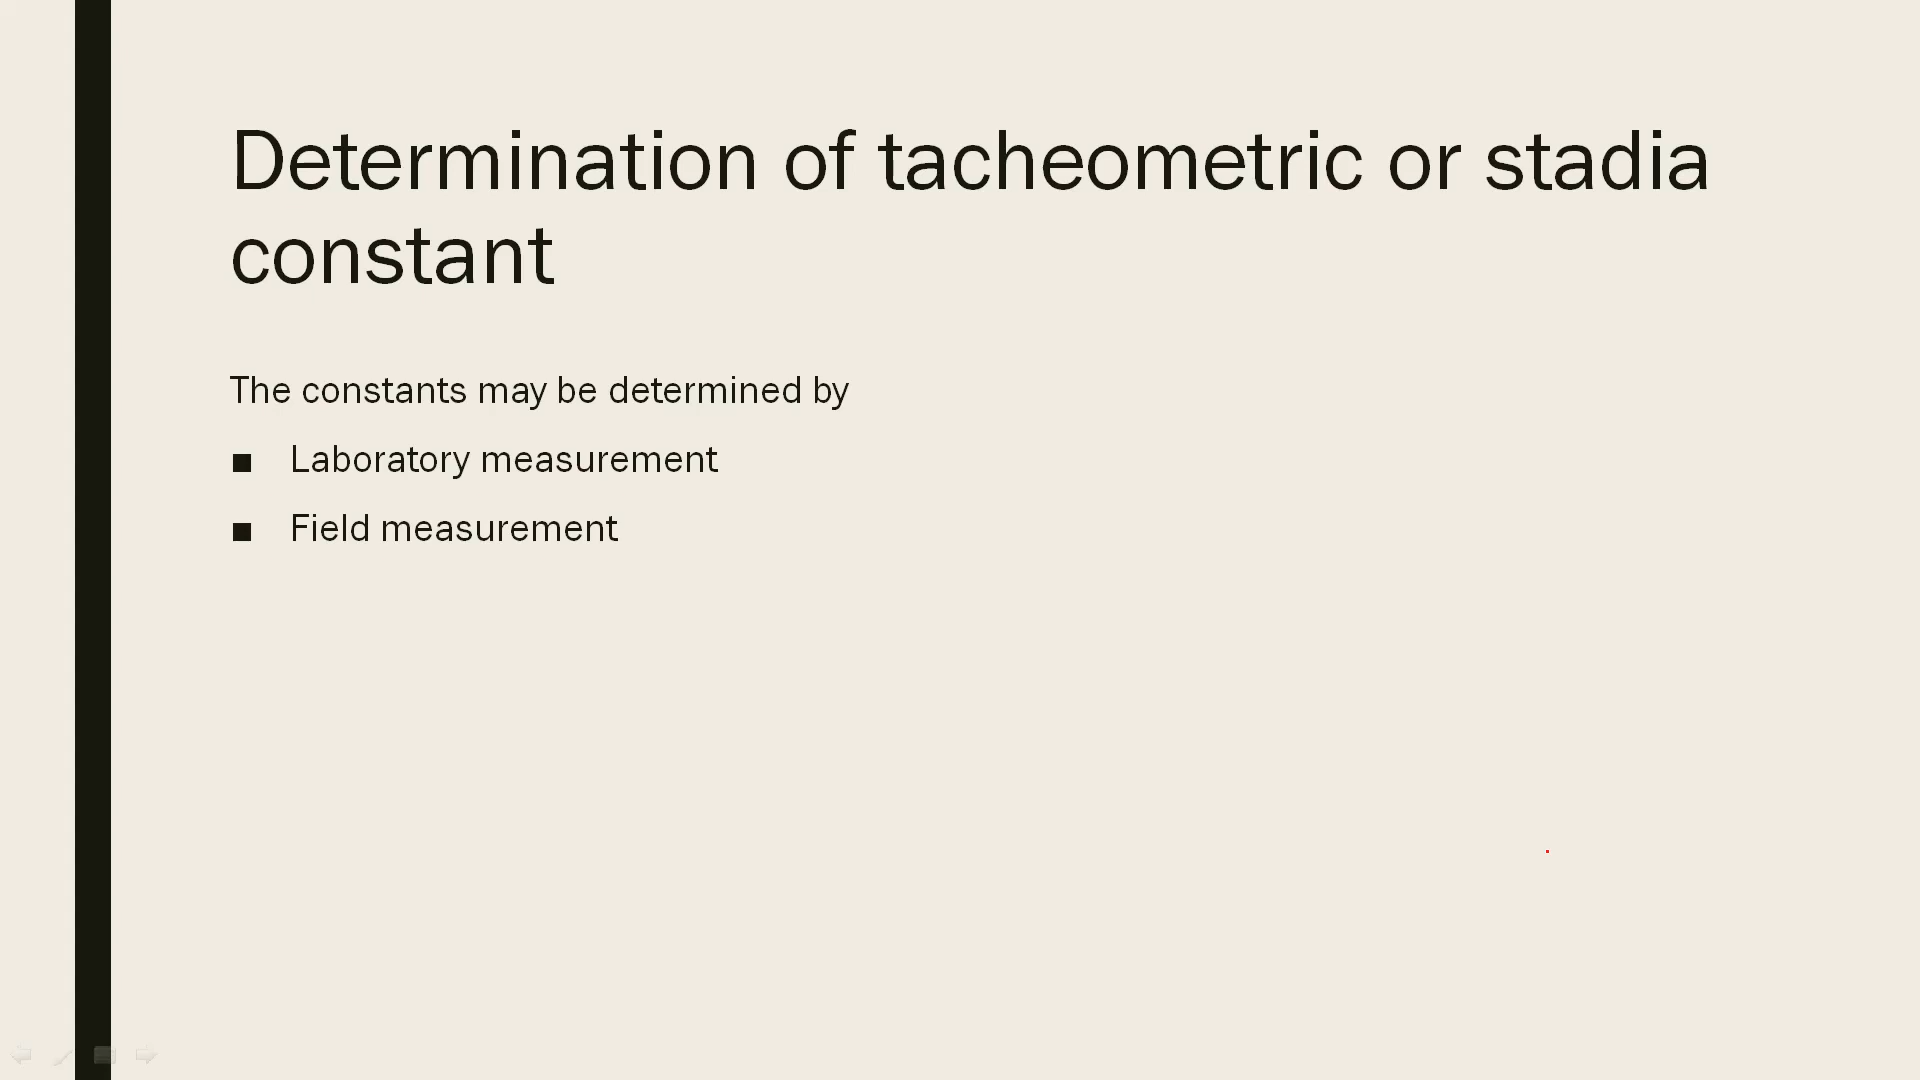 Determination of tacheometric or stadia
constant
The constants may be determined by
■ Laboratory measurement
■ Field measurement